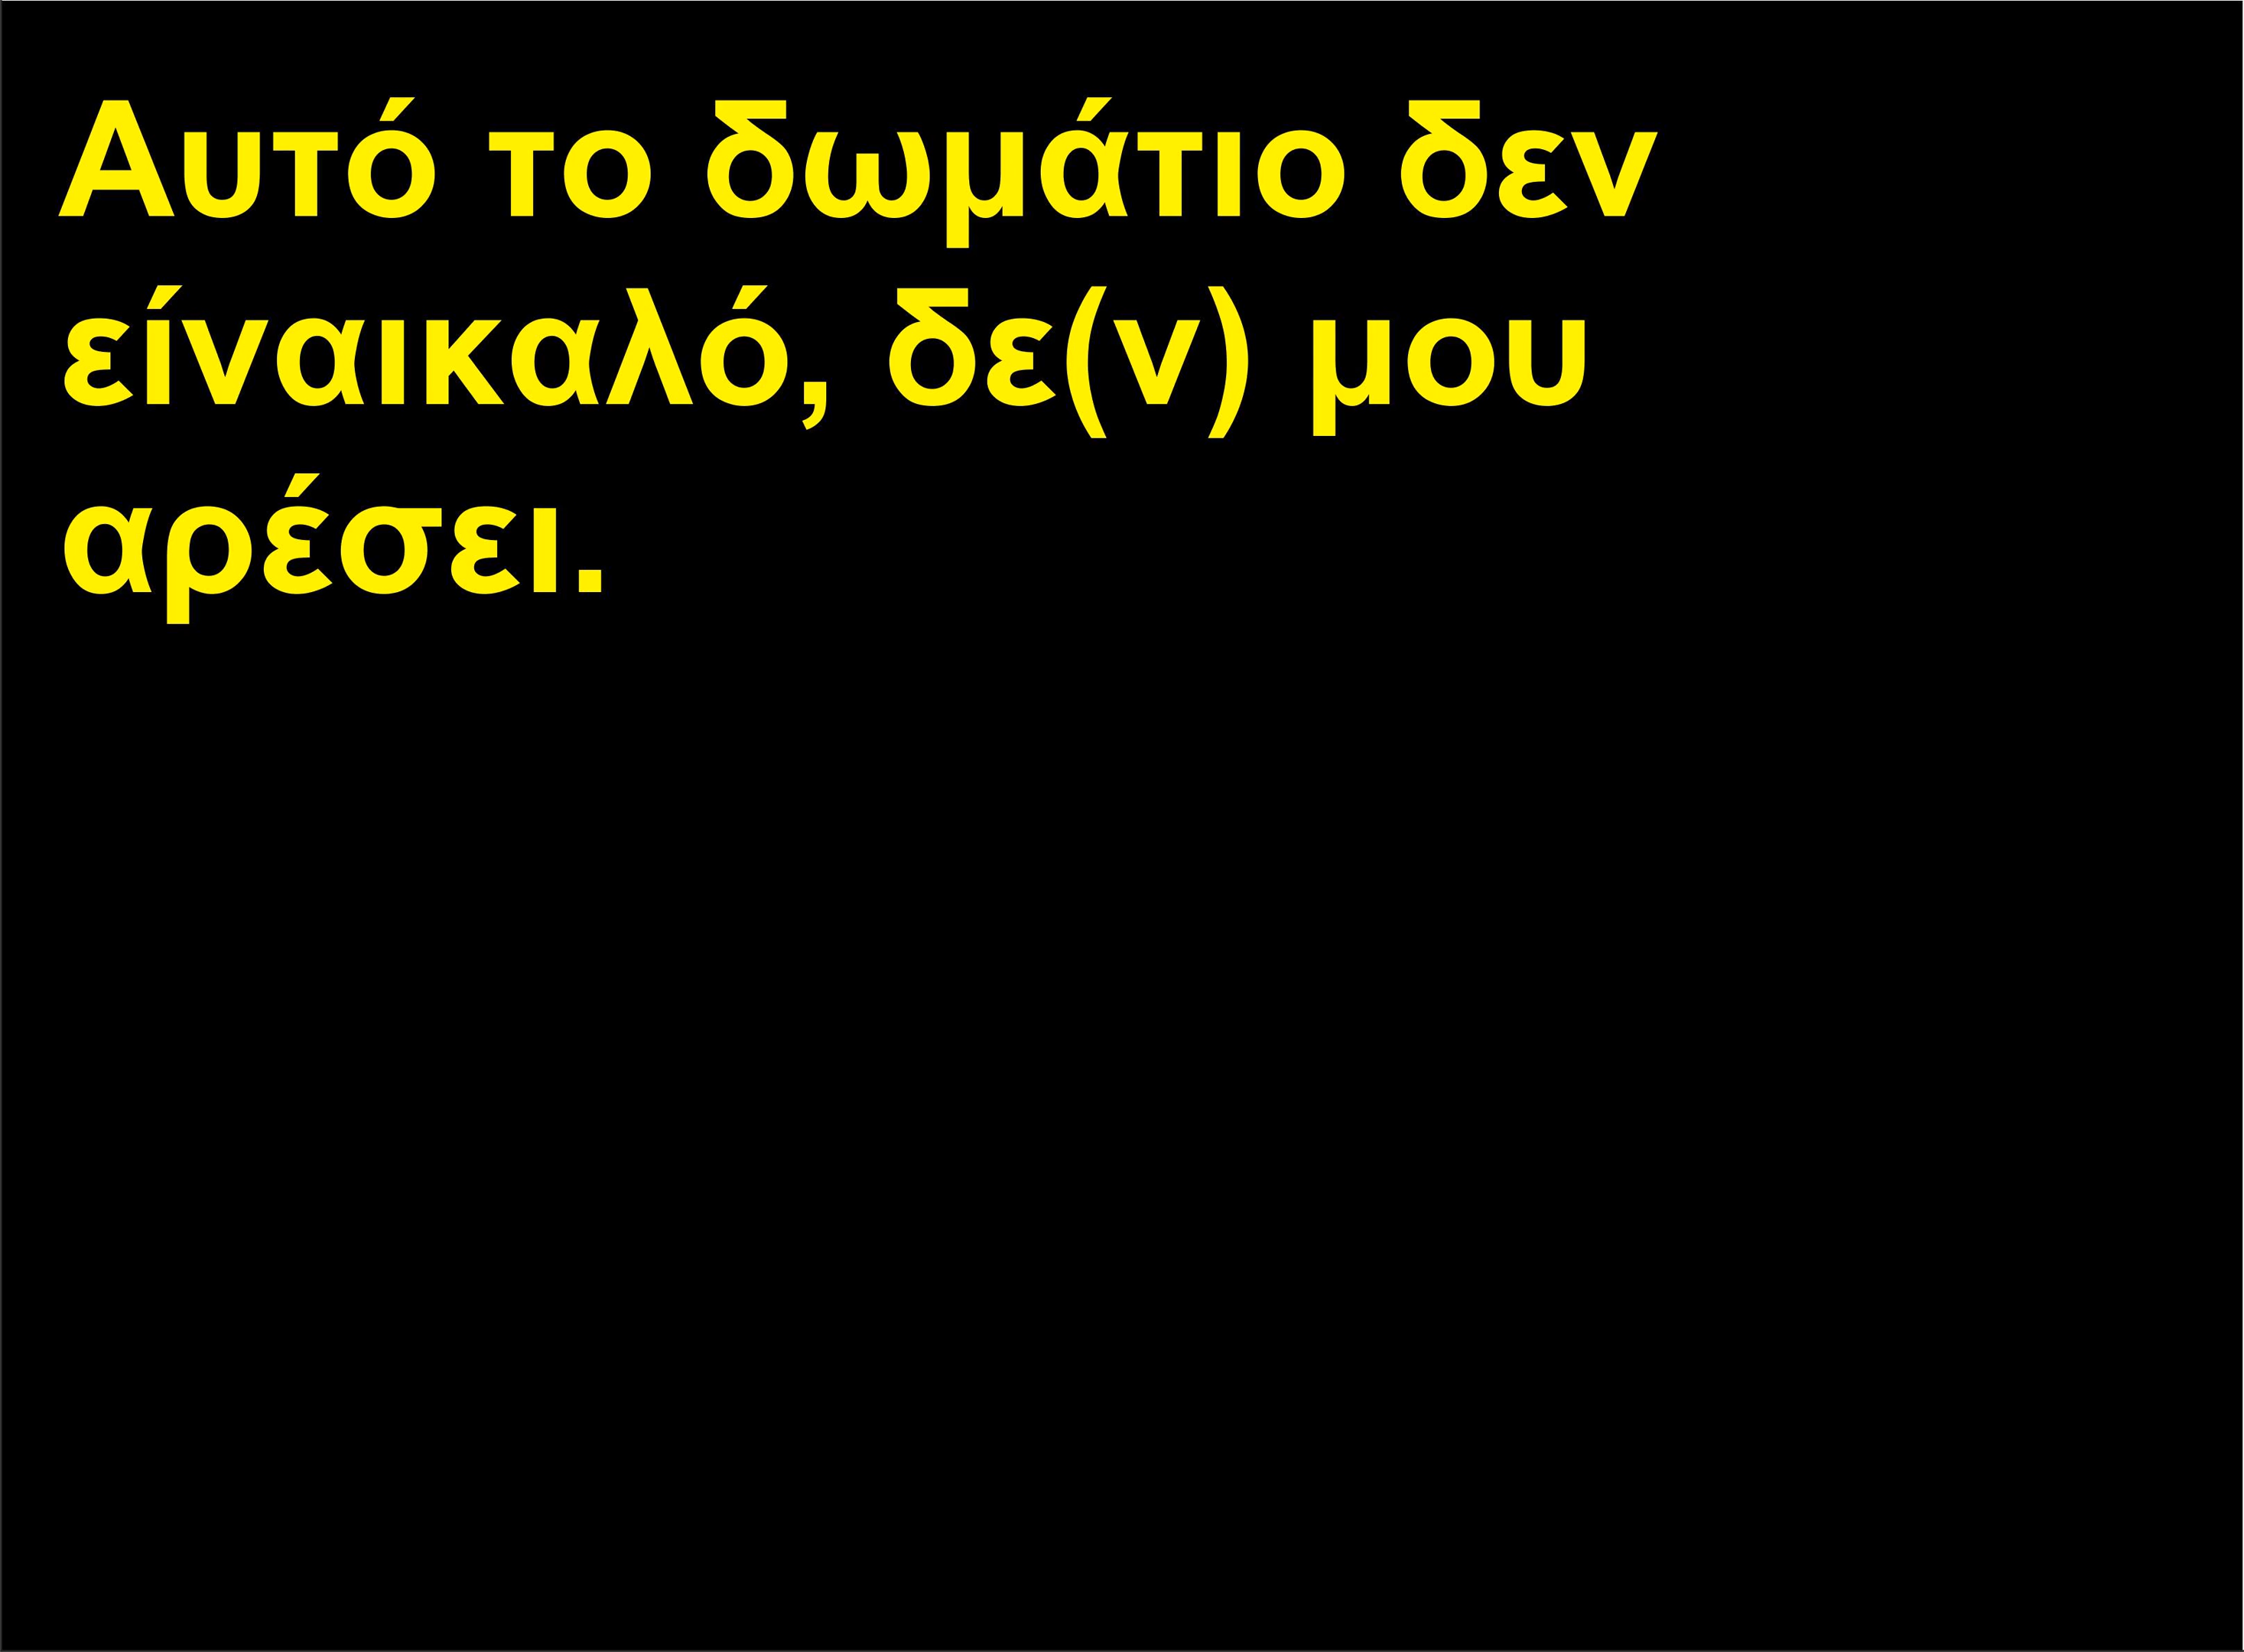 Αυτό το δωμάτιο δεν
είναικαλό, δε(ν) μου
αρέσει.